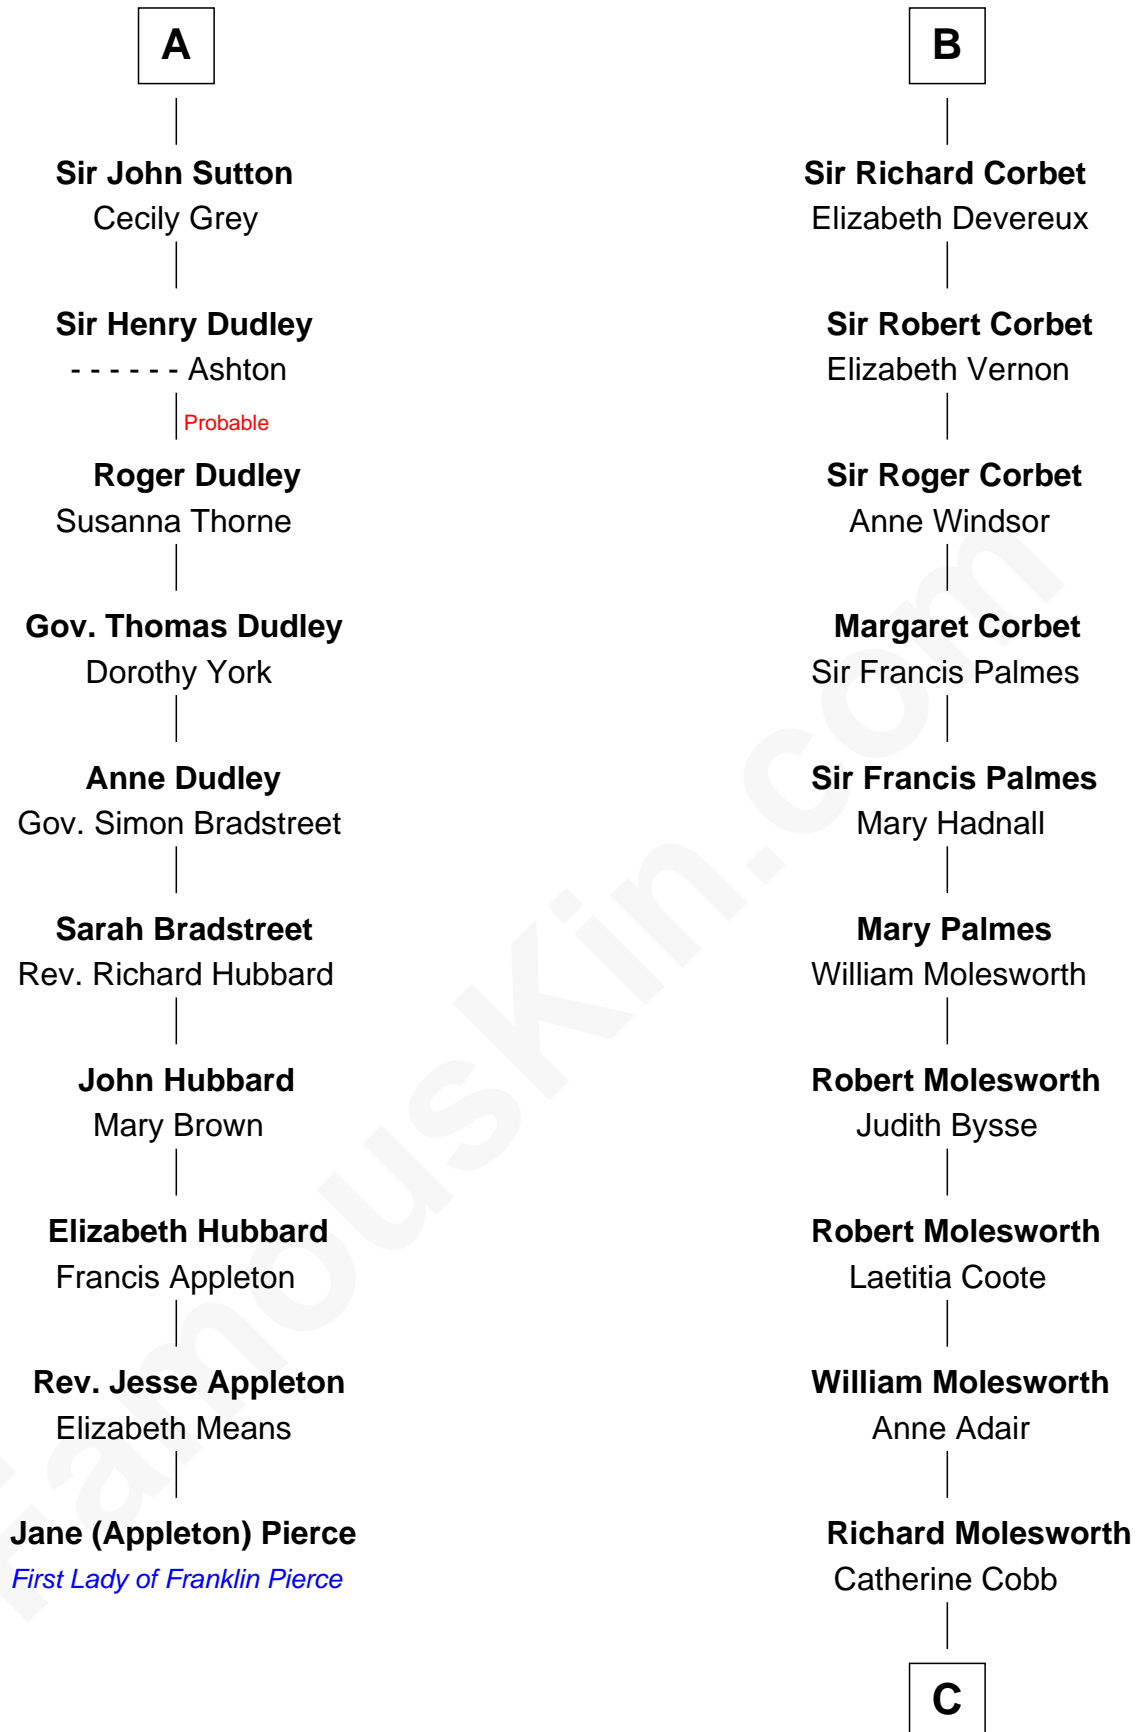 A
Sir John Sutton
Cecily Grey
Sir Henry Dudley
- - - - - - Ashton
Probable
Roger Dudley
Susanna Thorne
Gov. Thomas Dudley
Dorothy York
Anne Dudley
Gov. Simon Bradstreet
Sarah Bradstreet
Rev. Richard Hubbard
John Hubbard
Mary Brown
Elizabeth Hubbard
Francis Appleton
Rev. Jesse Appleton
Elizabeth Means
Jane (Appleton) Pierce
First Lady of Franklin Pierce
B
Sir Richard Corbet
Elizabeth Devereux
Sir Robert Corbet
Elizabeth Vernon
Sir Roger Corbet
Anne Windsor
Margaret Corbet
Sir Francis Palmes
Sir Francis Palmes
Mary Hadnall
Mary Palmes
William Molesworth
Robert Molesworth
Judith Bysse
Robert Molesworth
Laetitia Coote
William Molesworth
Anne Adair
Richard Molesworth
Catherine Cobb
C
FamousKin.com